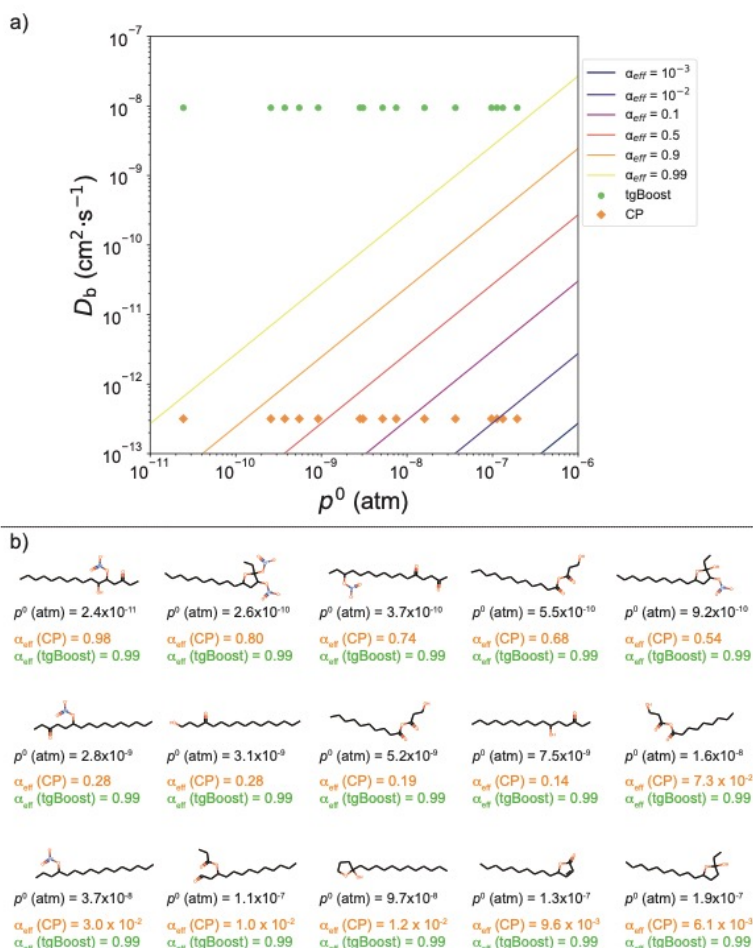 a)
10⁻⁷
10⁻⁸
10⁻⁹
10⁻¹⁰
10⁻¹¹
10⁻¹²
10⁻¹³
D_b (cm²·s⁻¹)
10⁻¹¹ 10⁻¹⁰ 10⁻⁹ 10⁻⁸ 10⁻⁷ 10⁻⁶
p⁰ (atm)
α_eff = 10⁻³
α_eff = 10⁻²
α_eff = 0.1
α_eff = 0.5
α_eff = 0.9
α_eff = 0.99
tgBoost
CP
b)
p⁰ (atm) = 2.4x10⁻¹¹ p⁰ (atm) = 2.6x10⁻¹⁰ p⁰ (atm) = 3.7x10⁻¹⁰ p⁰ (atm) = 5.5x10⁻¹⁰ p⁰ (atm) = 9.2x10⁻¹⁰
α_eff (CP) = 0.98 α_eff (CP) = 0.80 α_eff (CP) = 0.74 α_eff (CP) = 0.68 α_eff (CP) = 0.54
α_eff (tgBoost) = 0.99 α_eff (tgBoost) = 0.99 α_eff (tgBoost) = 0.99 α_eff (tgBoost) = 0.99 α_eff (tgBoost) = 0.99
p⁰ (atm) = 2.8x10⁻⁹ p⁰ (atm) = 3.1x10⁻⁹ p⁰ (atm) = 5.2x10⁻⁹ p⁰ (atm) = 7.5x10⁻⁹ p⁰ (atm) = 1.6x10⁻⁸
α_eff (CP) = 0.28 α_eff (CP) = 0.28 α_eff (CP) = 0.19 α_eff (CP) = 0.14 α_eff (CP) = 7.3 x 10⁻²
α_eff (tgBoost) = 0.99 α_eff (tgBoost) = 0.99 α_eff (tgBoost) = 0.99 α_eff (tgBoost) = 0.99 α_eff (tgBoost) = 0.99
p⁰ (atm) = 3.7x10⁻⁸ p⁰ (atm) = 1.1x10⁻⁷ p⁰ (atm) = 9.7x10⁻⁸ p⁰ (atm) = 1.3x10⁻⁷ p⁰ (atm) = 1.9x10⁻⁷
α_eff (CP) = 3.0 x 10⁻² α_eff (CP) = 1.0 x 10⁻² α_eff (CP) = 1.2 x 10⁻² α_eff (CP) = 9.6 x 10⁻³ α_eff (CP) = 6.1 x 10⁻³
α_eff (tgBoost) = 0.99 α_eff (tgBoost) = 0.99 α_eff (tgBoost) = 0.99 α_eff (tgBoost) = 0.99 α_eff (tgBoost) = 0.99